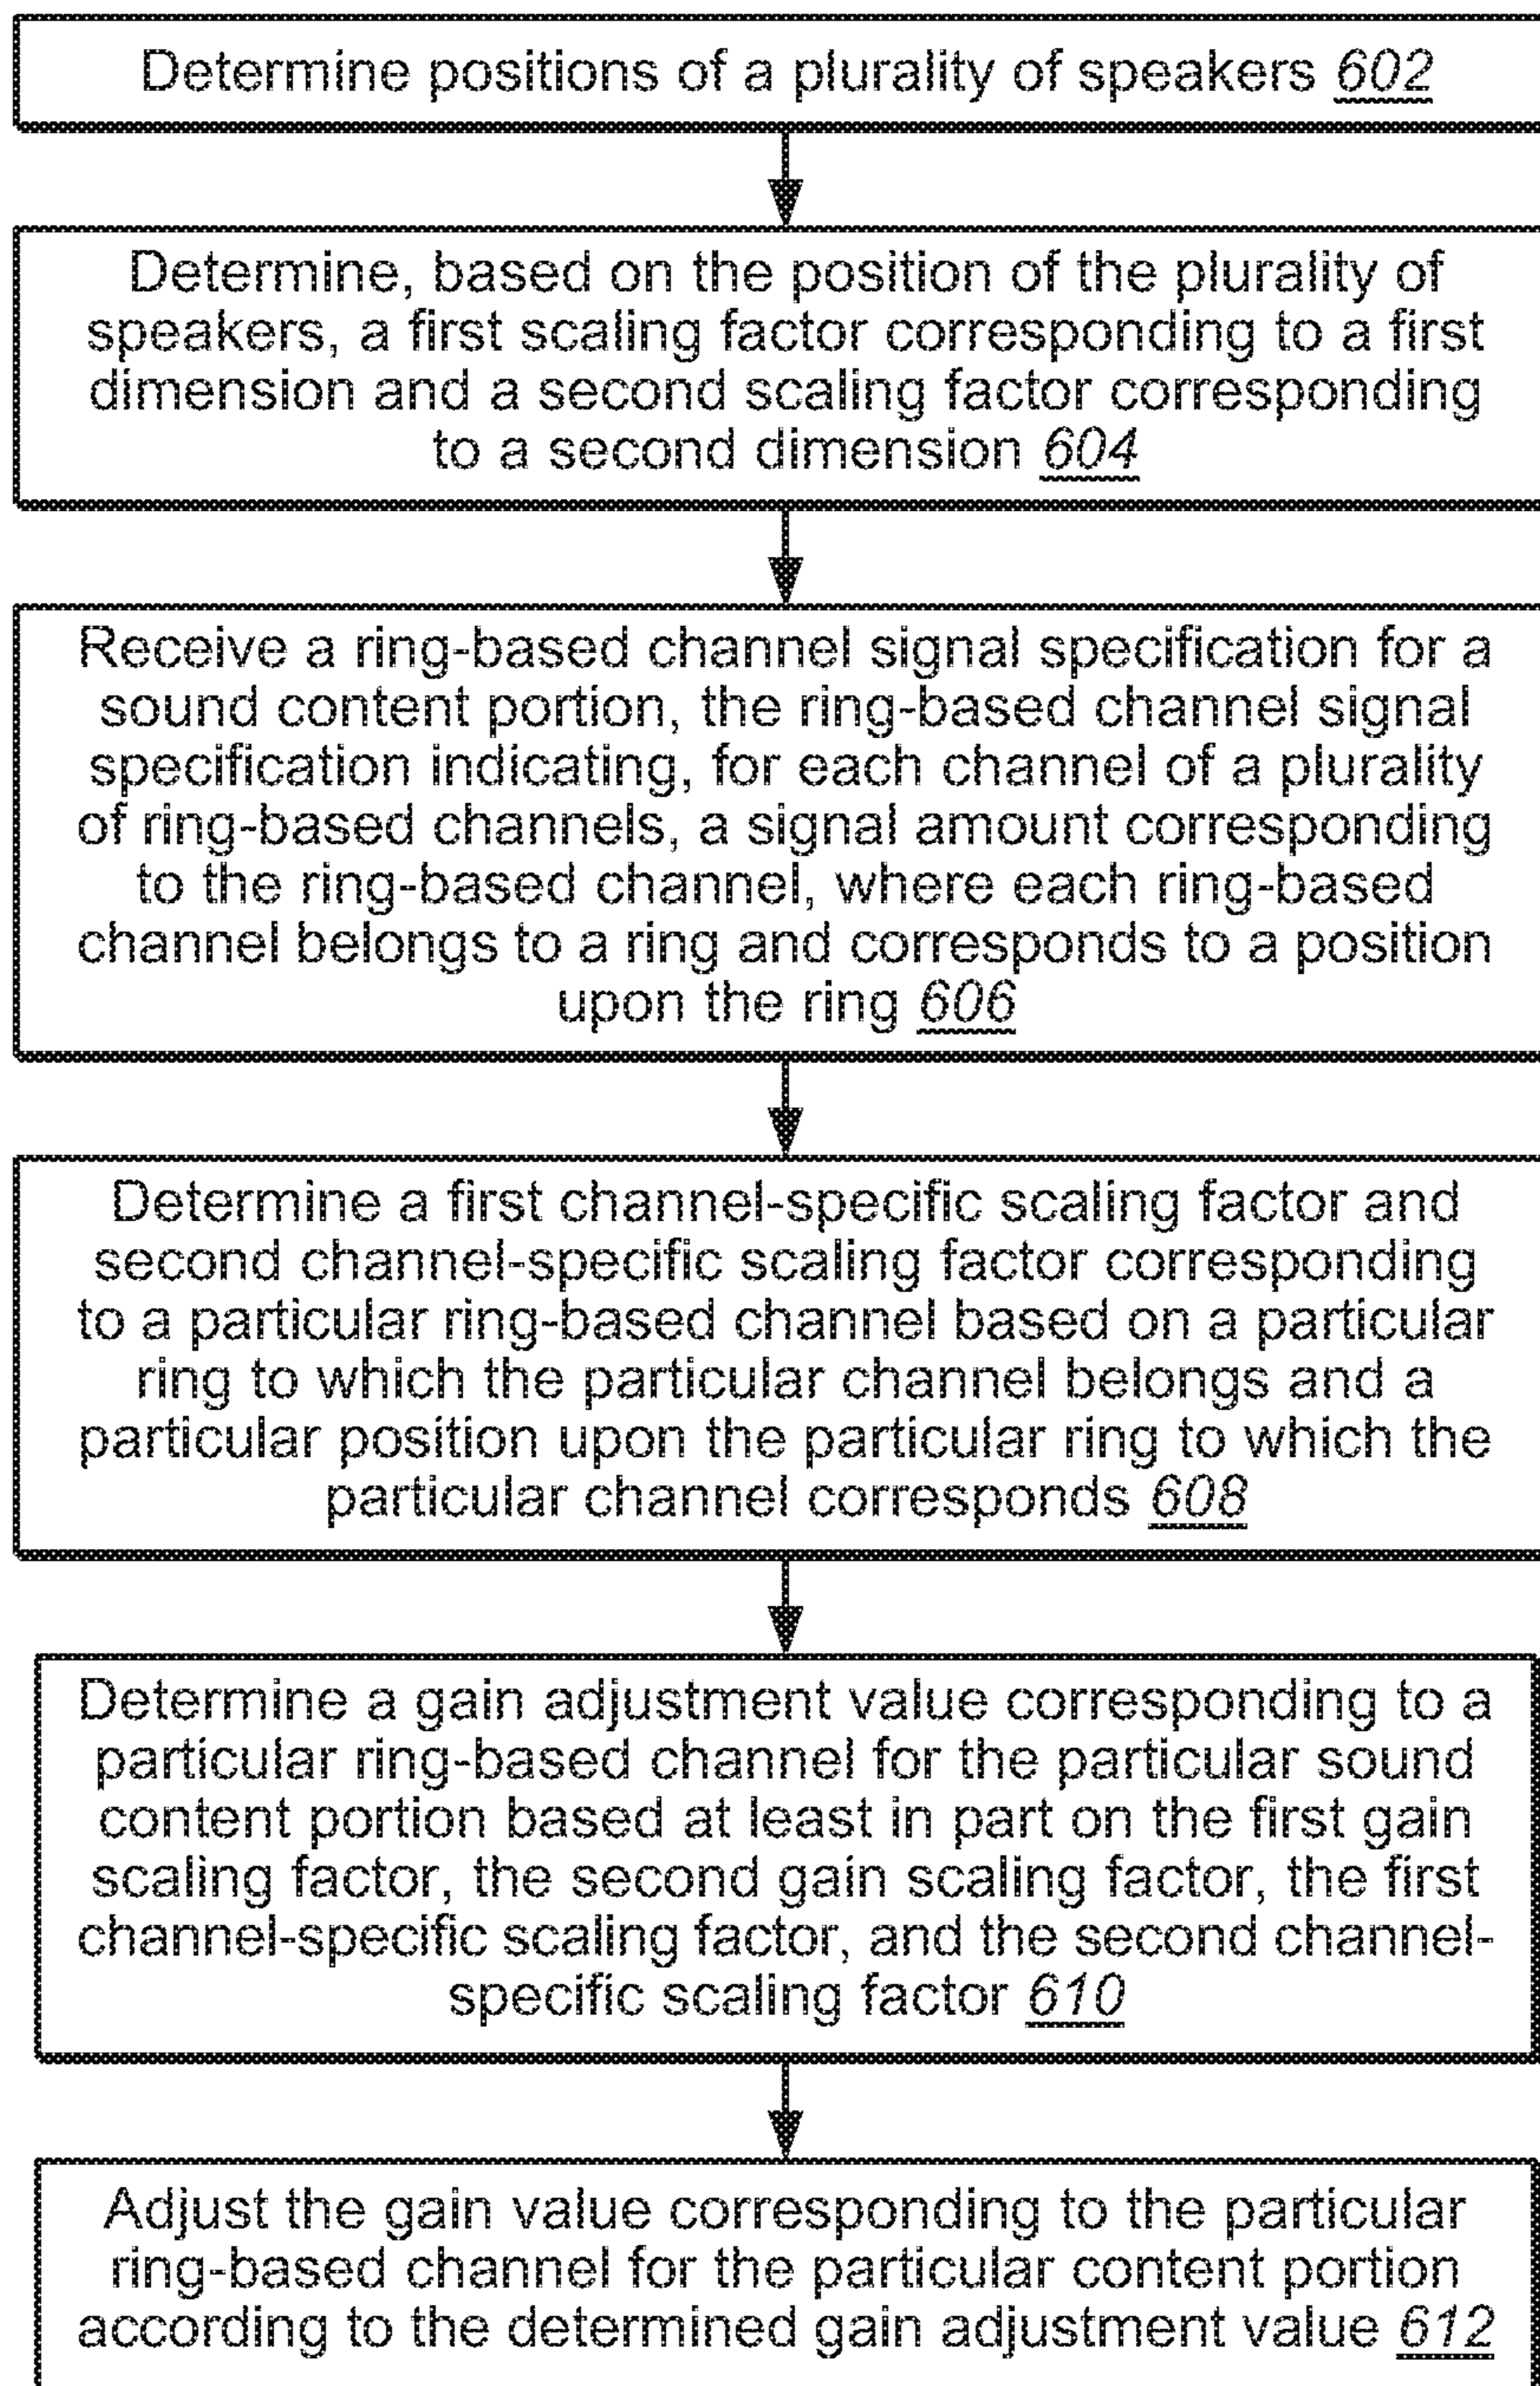 Determine positions of a plurality of speakers 602
Determine, based on the position of the plurality of
speakers, a first scaling factor corresponding to a first
dimension and a second scaling factor corresponding
to a second dimension 604
Receive a ring-based channel signal specification for a
sound content portion, the ring-based channel signal
specification indicating, for each channel of a plurality
of ring-based channels, a signal amount corresponding
to the ring-based channel, where each ring-based
channel belongs to a ring and corresponds to a position
upon the ring 606
Determine a first channel-specific scaling factor and
second channel-specific scaling factor corresponding
to a particular ring-based channel based on a particular
ring to which the particular channel belongs and a
particular position upon the particular ring to which the
particular channel corresponds 608
Determine a gain adjustment value corresponding to a
particular ring-based channel for the particular sound
content portion based at least in part on the first gain
scaling factor, the second gain scaling factor, the first
channel-specific scaling factor, and the second channel-
specific scaling factor 610
Adjust the gain value corresponding to the particular
ring-based channel for the particular content portion
according to the determined gain adjustment value 612